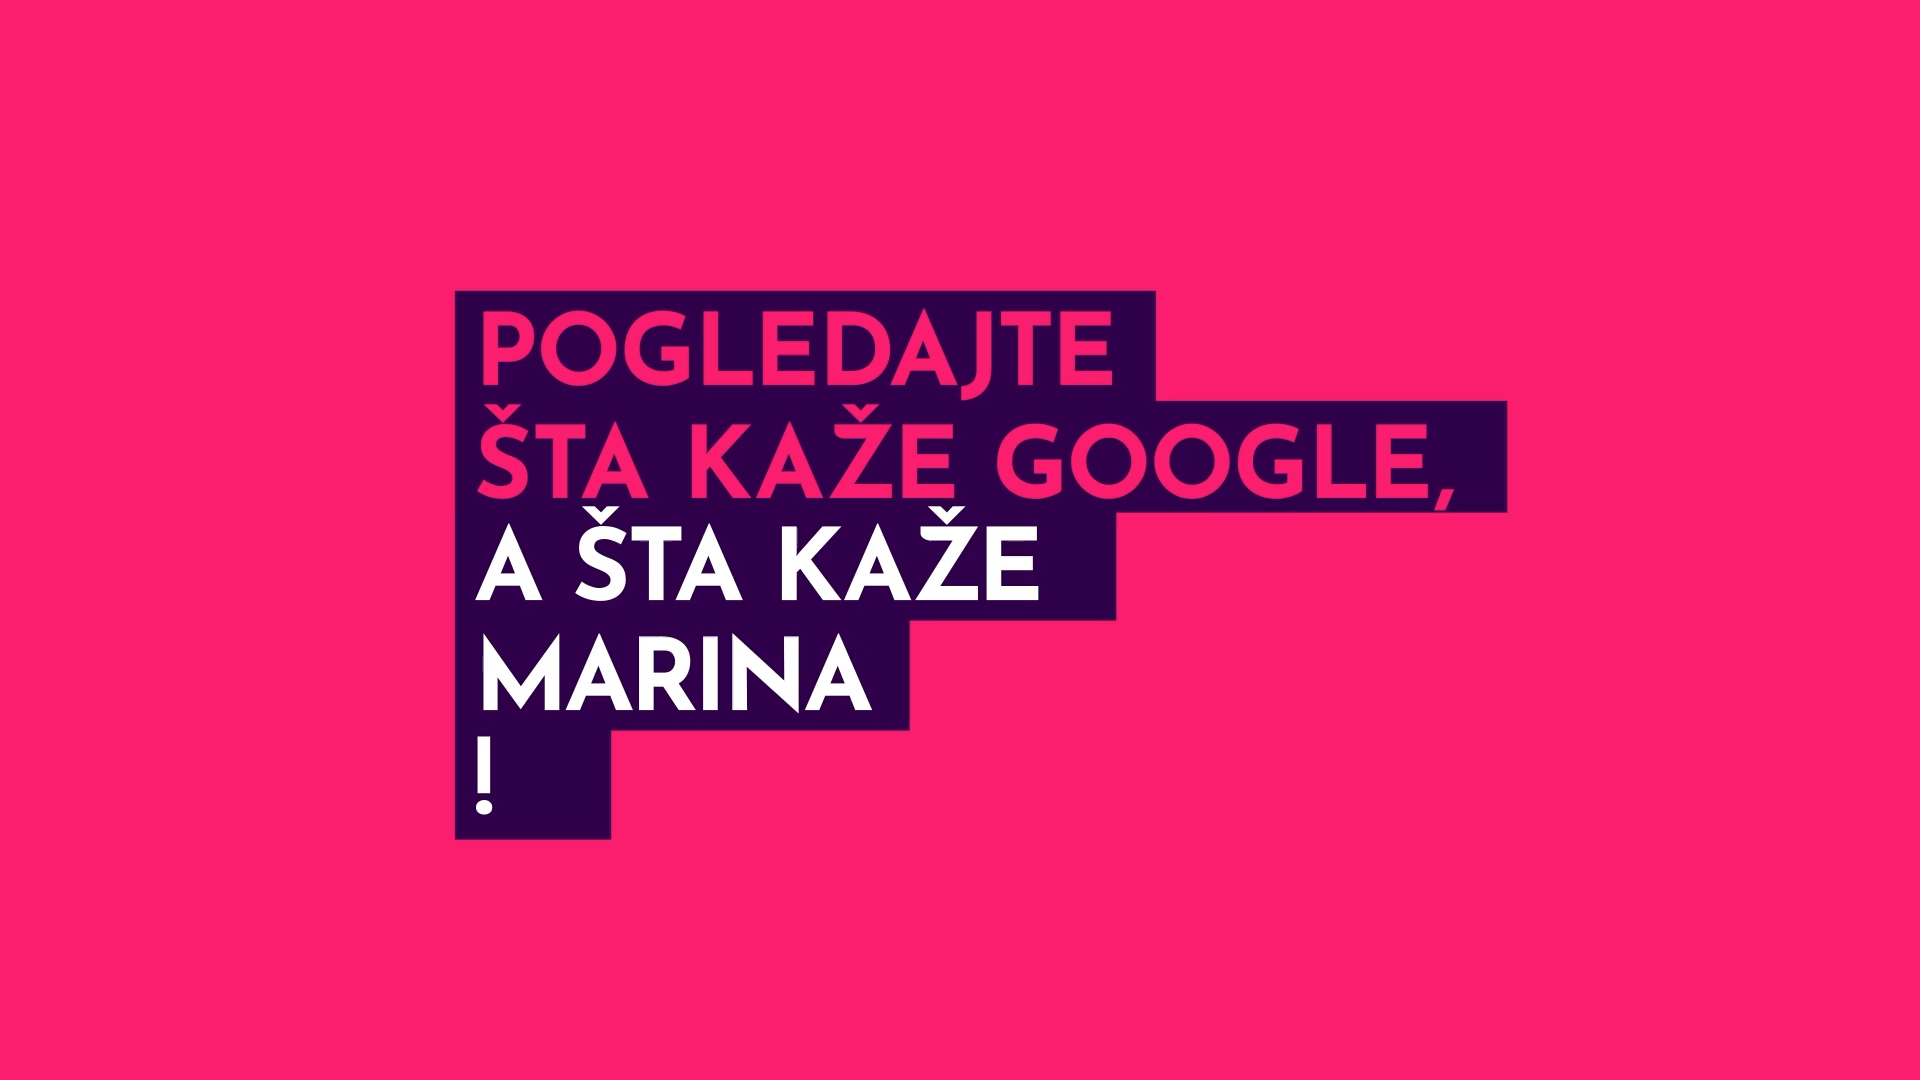 POGLEDAJTE
ŠTA KAŽE GOOGLE,
A ŠTA KAŽE
MARINA
!